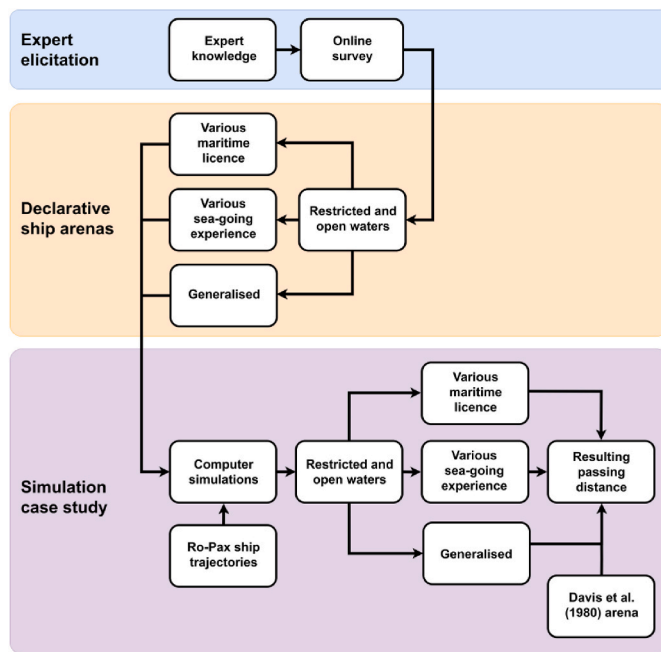 Expert
elicitation
Expert
knowledge
Online
survey
Declarative
ship arenas
Various
maritime
licence
Various
sea-going
experience
Generalised
Restricted and
open waters
Simulation
case study
Computer
simulations
Ro-Pax ship
trajectories
Restricted and
open waters
Various
maritime
licence
Various
sea-going
experience
Generalised
Resulting
passing
distance
Davis et al.
(1980) arena